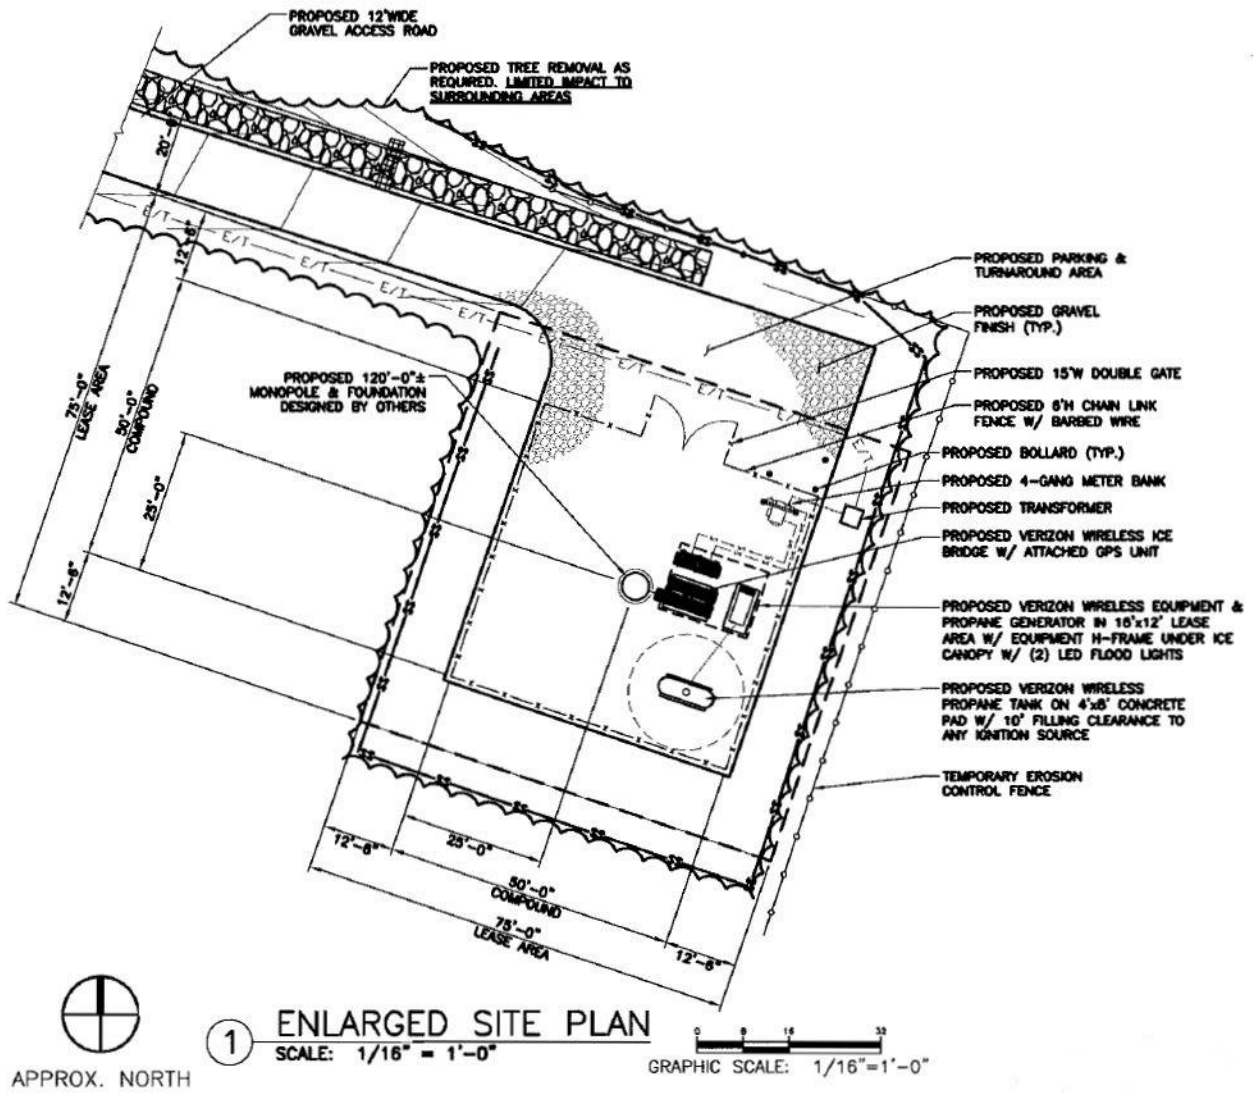 PROPOSED 12'WIDE
GRAVEL ACCESS ROAD
PROPOSED TREE REMOVAL AS
REQUIRED. LIMITED IMPACT TO
SURROUNDING AREAS
20'-0"
E/T
E/T
E/T
E/T
E/T
E/T
12'-6"
PROPOSED PARKING &
TURNAROUND AREA
PROPOSED GRAVEL
FINISH (TYP.)
E/T
E/T
E/T
E/T
PROPOSED 120'-0"±
MONOPOLE & FOUNDATION
DESIGNED BY OTHERS
PROPOSED 15'W DOUBLE GATE
PROPOSED 6'H CHAIN LINK
FENCE W/ BARBED WIRE
PROPOSED BOLLARD (TYP.)
PROPOSED 4-GANG METER BANK
PROPOSED TRANSFORMER
PROPOSED VERIZON WIRELESS ICE
BRIDGE W/ ATTACHED GPS UNIT
75'-0"
LEASE AREA
50'-0"
COMPOUND
25'-0"
12'-6"
PROPOSED VERIZON WIRELESS EQUIPMENT &
PROPANE GENERATOR IN 16'x12' LEASE
AREA W/ EQUIPMENT H-FRAME UNDER ICE
CANOPY W/ (2) LED FLOOD LIGHTS
PROPOSED VERIZON WIRELESS
PROPANE TANK ON 4'x8' CONCRETE
PAD W/ 10' FILLING CLEARANCE TO
ANY IGNITION SOURCE
TEMPORARY EROSION
CONTROL FENCE
12'-6"
25'-0"
50'-0"
COMPOUND
75'-0"
LEASE AREA
12'-6"
APPROX. NORTH
1
ENLARGED SITE PLAN
SCALE: 1/16" = 1'-0"
0 8 16 32
GRAPHIC SCALE: 1/16"=1'-0"